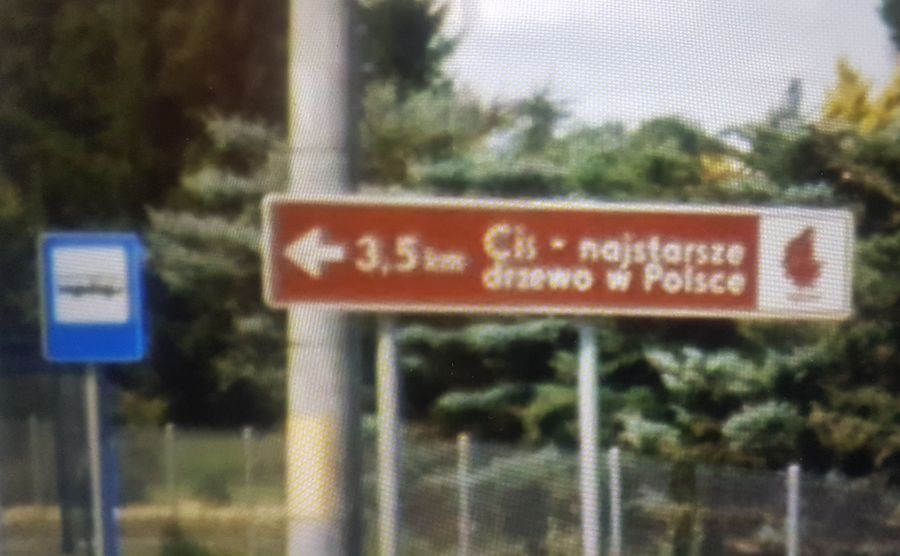 3,5 km
Cis - najstarsze
drzewo w Polsce